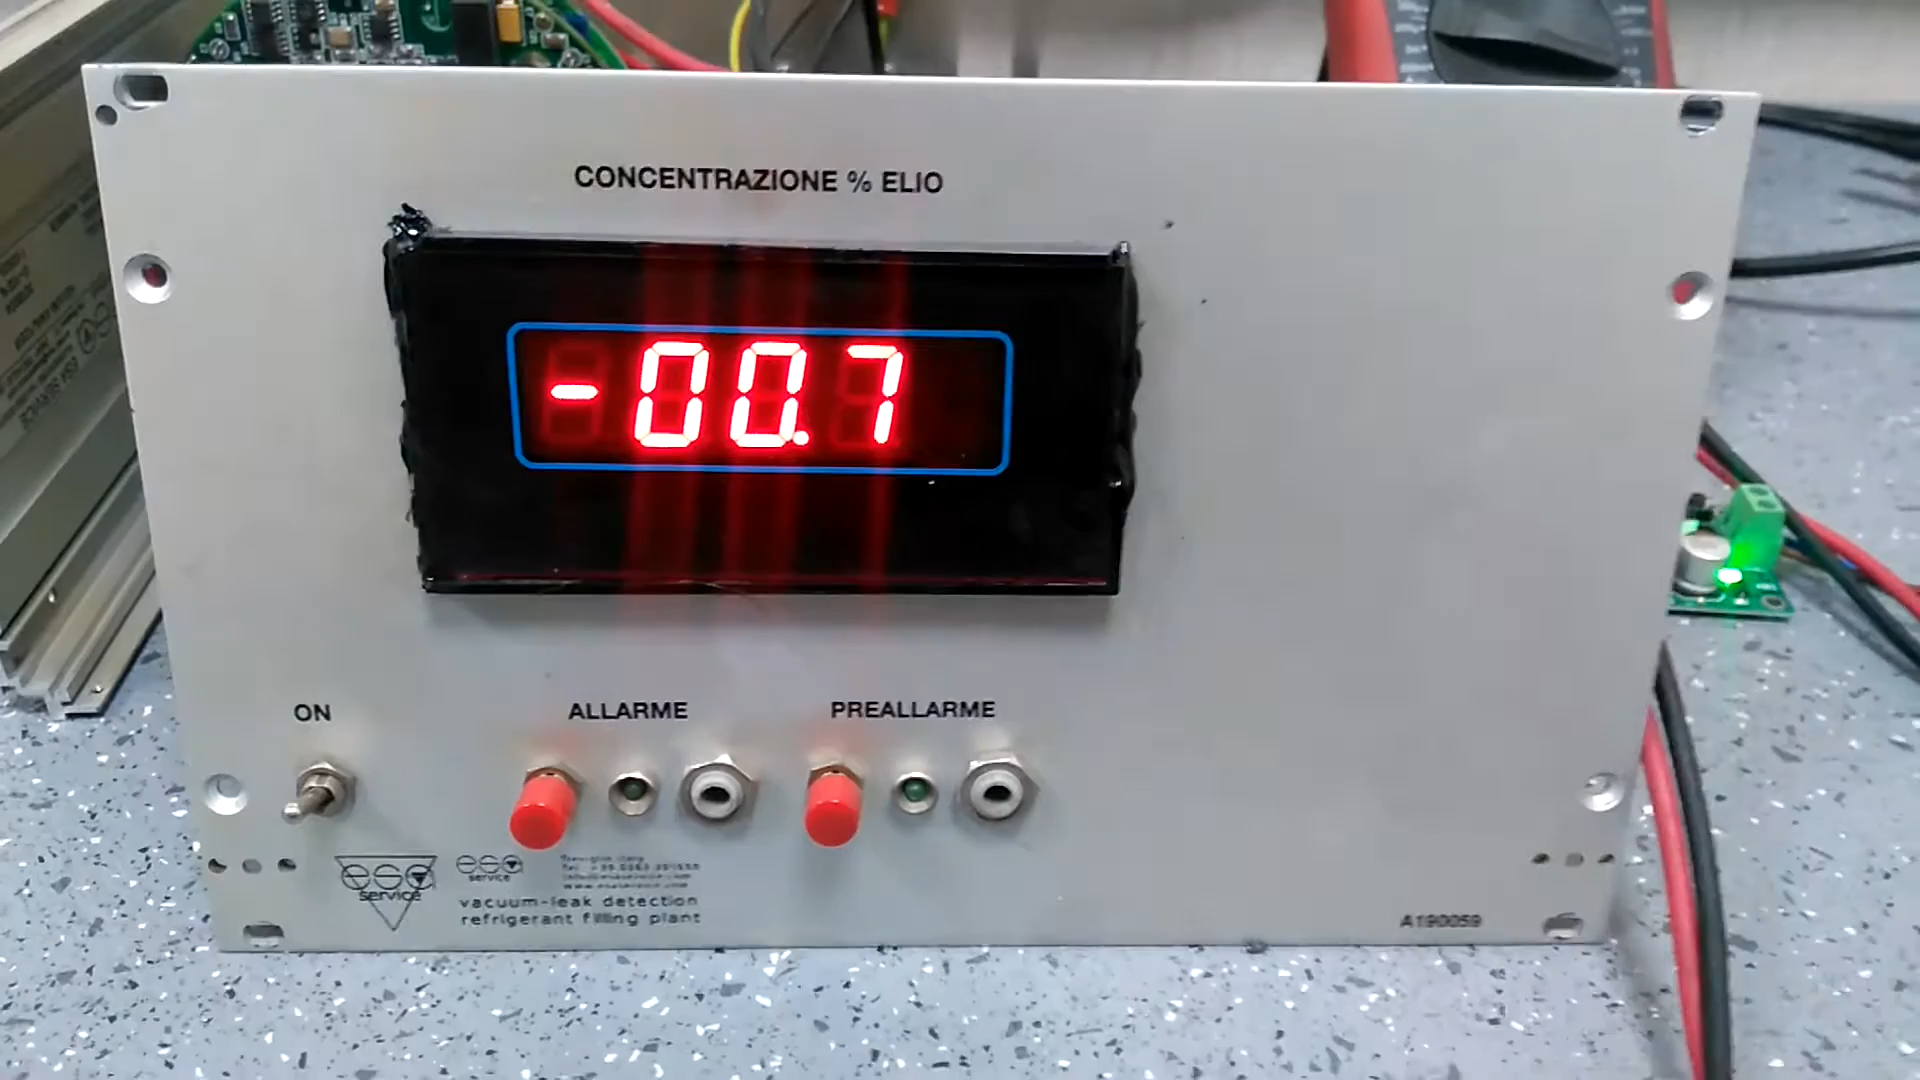 CONCENTRAZIONE % ELIO
-00.7
ON
ALLARME
PREALLARME
esa
service
esa
service
vacuum-leak detection
refrigerant filling plant
A190059